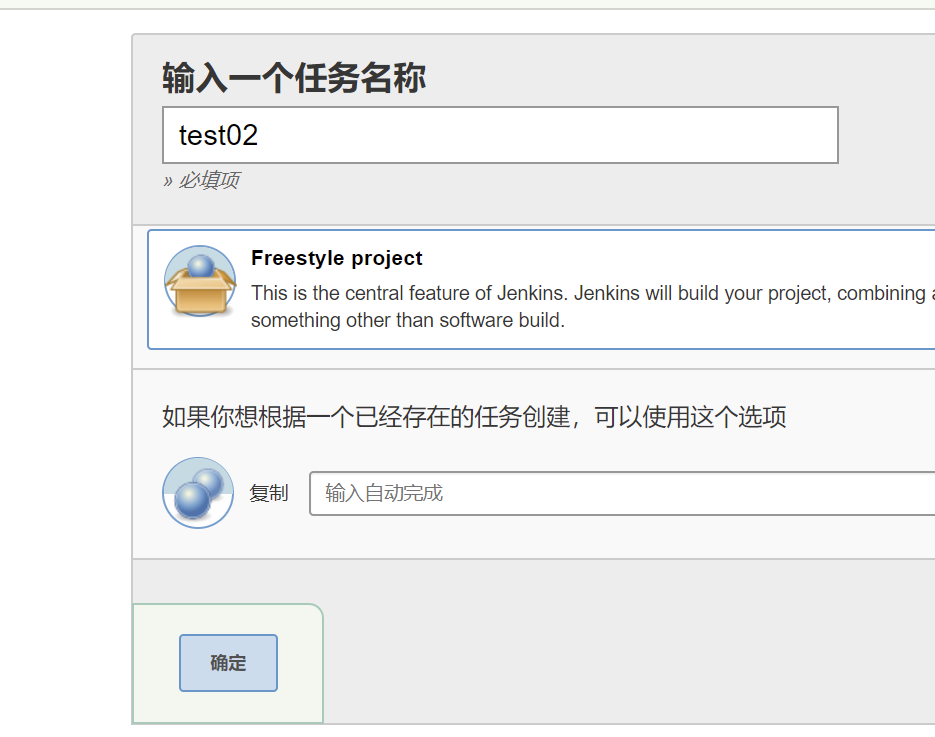 输入一个任务名称
test02
» 必填项
Freestyle project
This is the central feature of Jenkins. Jenkins will build your project, combining
something other than software build.
如果你想根据一个已经存在的任务创建，可以使用这个选项
复制
输入自动完成
确定